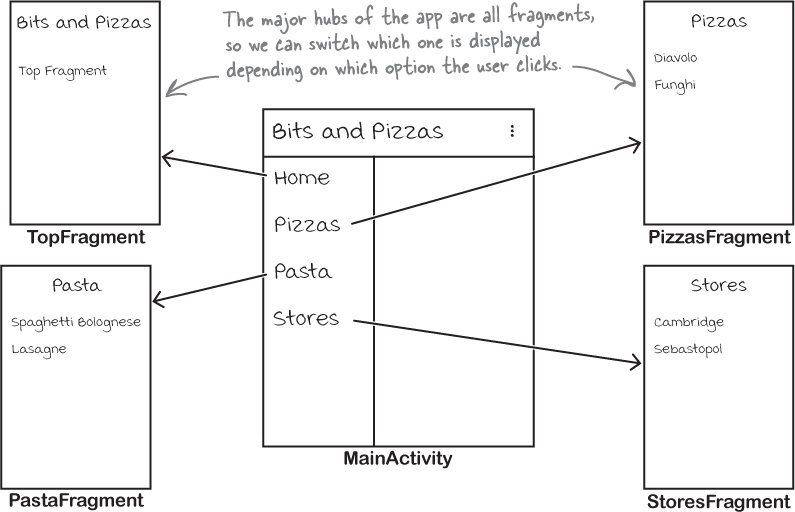 Bits and Pizzas
Top Fragment
TopFragment
The major hubs of the app are all fragments,
so we can switch which one is displayed
depending on which option the user clicks.
Pizzas
Diavolo
Funghi
PizzasFragment
Bits and Pizzas
Home
Pizzas
Pasta
Stores
MainActivity
Pasta
Spaghetti Bolognese
Lasagne
PastaFragment
Stores
Cambridge
Sebastopol
StoresFragment